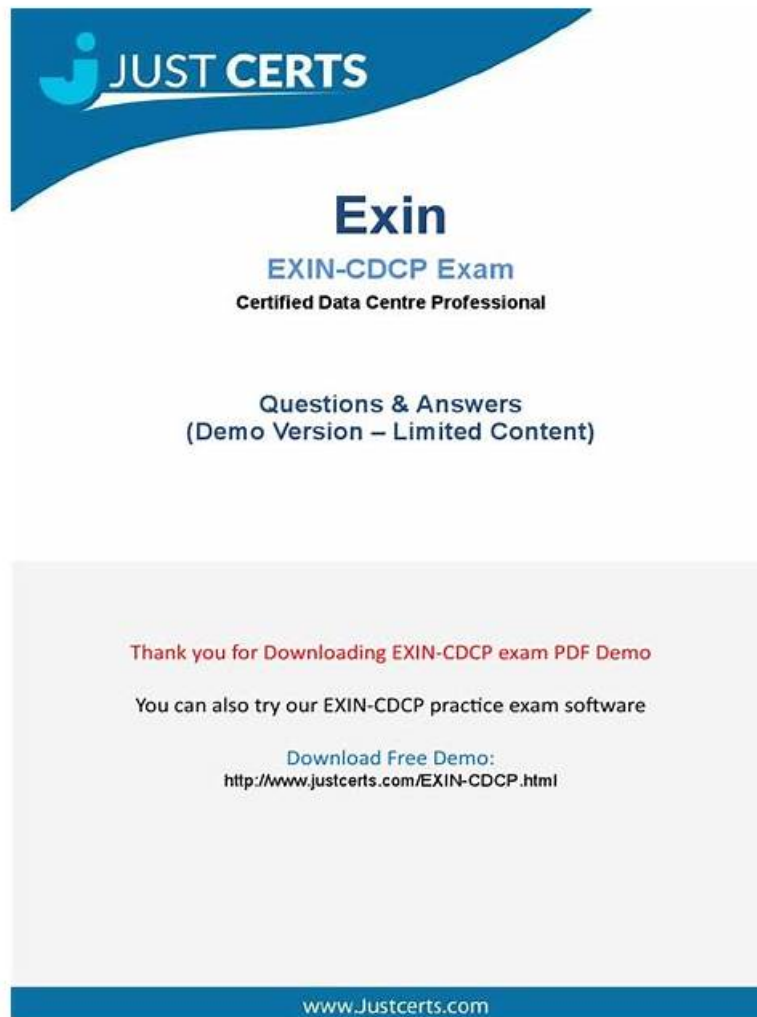 JUST CERTS
Exin
EXIN-CDCP Exam
Certified Data Centre Professional
Questions & Answers
(Demo Version – Limited Content)
Thank you for Downloading EXIN-CDCP exam PDF Demo
You can also try our EXIN-CDCP practice exam software
Download Free Demo:
http://www.justcerts.com/EXIN-CDCP.html
www.Justcerts.com